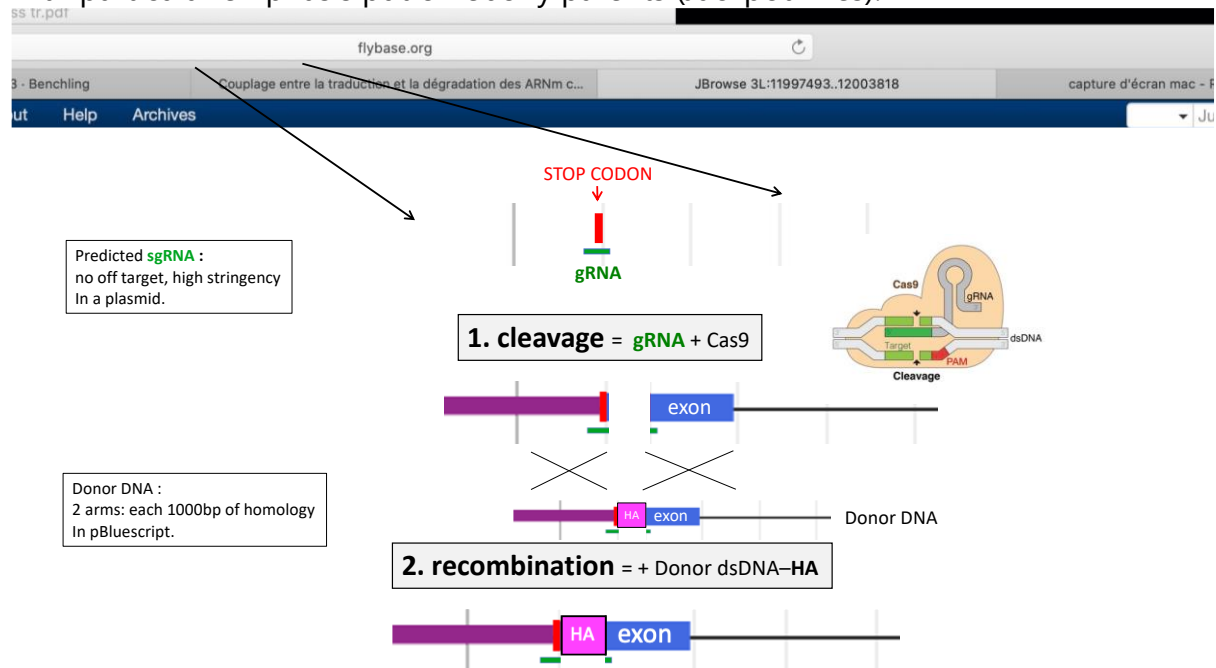 ss tr.pdf
flybase.org
3 - Benchling
Couplage entre la traduction et la dégradation des ARNm c...
JBrowse 3L:11997493..12003818
capture d'écran mac - R
ut Help Archives
Ju
STOP CODON
gRNA
Predicted sgRNA :
no off target, high stringency
In a plasmid.
Cas9
gRNA
dsDNA
Target
PAM
Cleavage
1. cleavage = gRNA + Cas9
exon
Donor DNA :
2 arms: each 1000bp of homology
In pBluescript.
HA exon
Donor DNA
2. recombination = + Donor dsDNA–HA
HA exon